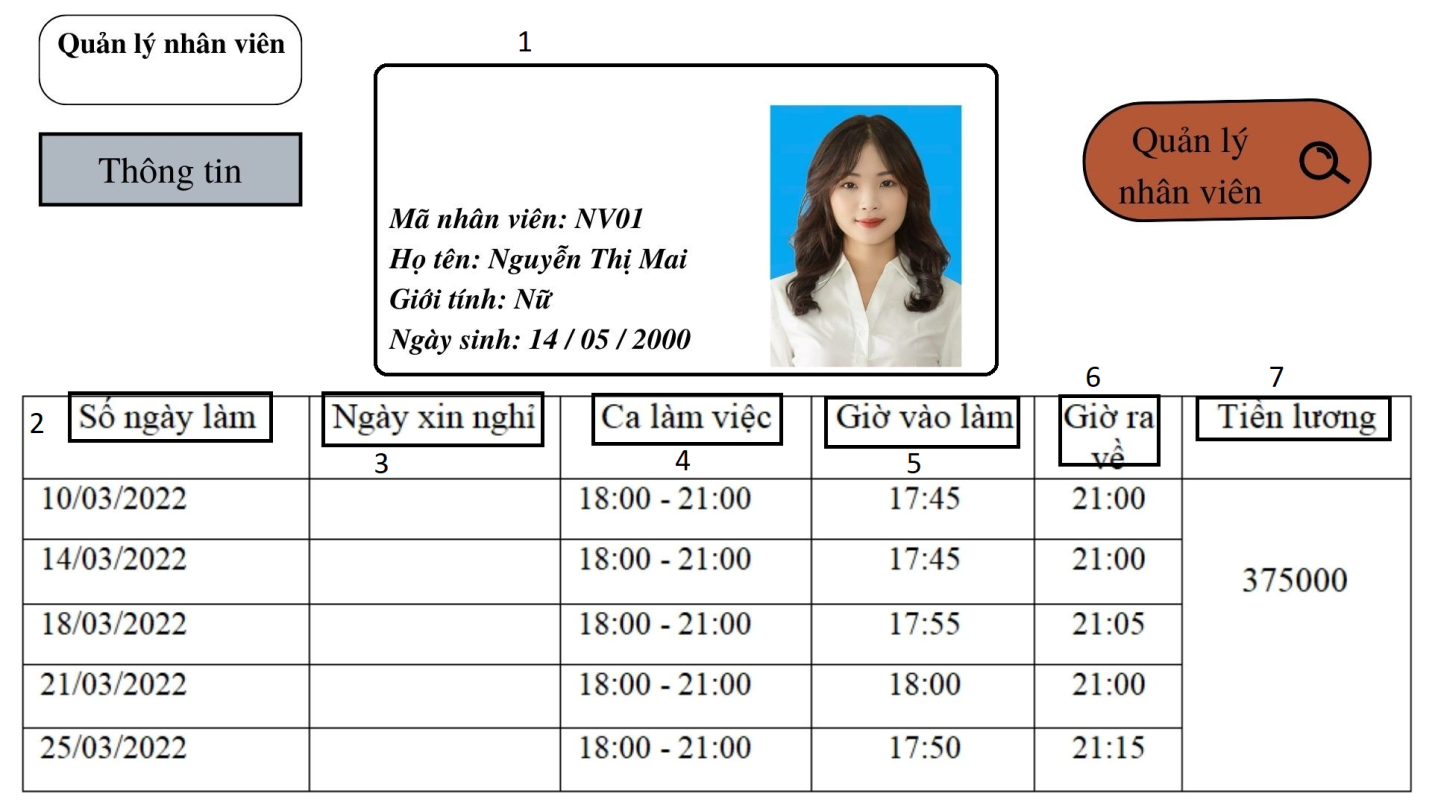 Quản lý nhân viên
1
Thông tin
Quản lý
nhân viên
Mã nhân viên: NV01
Họ tên: Nguyễn Thị Mai
Giới tính: Nữ
Ngày sinh: 14 / 05 / 2000
6
7
2
Số ngày làm
Ngày xin nghỉ
Ca làm việc
Giờ vào làm
Giờ ra
về
Tiền lương
3
4
5
10/03/2022 18:00 - 21:00 17:45 21:00
14/03/2022 18:00 - 21:00 17:45 21:00
375000
18/03/2022 18:00 - 21:00 17:55 21:05
21/03/2022 18:00 - 21:00 18:00 21:00
25/03/2022 18:00 - 21:00 17:50 21:15